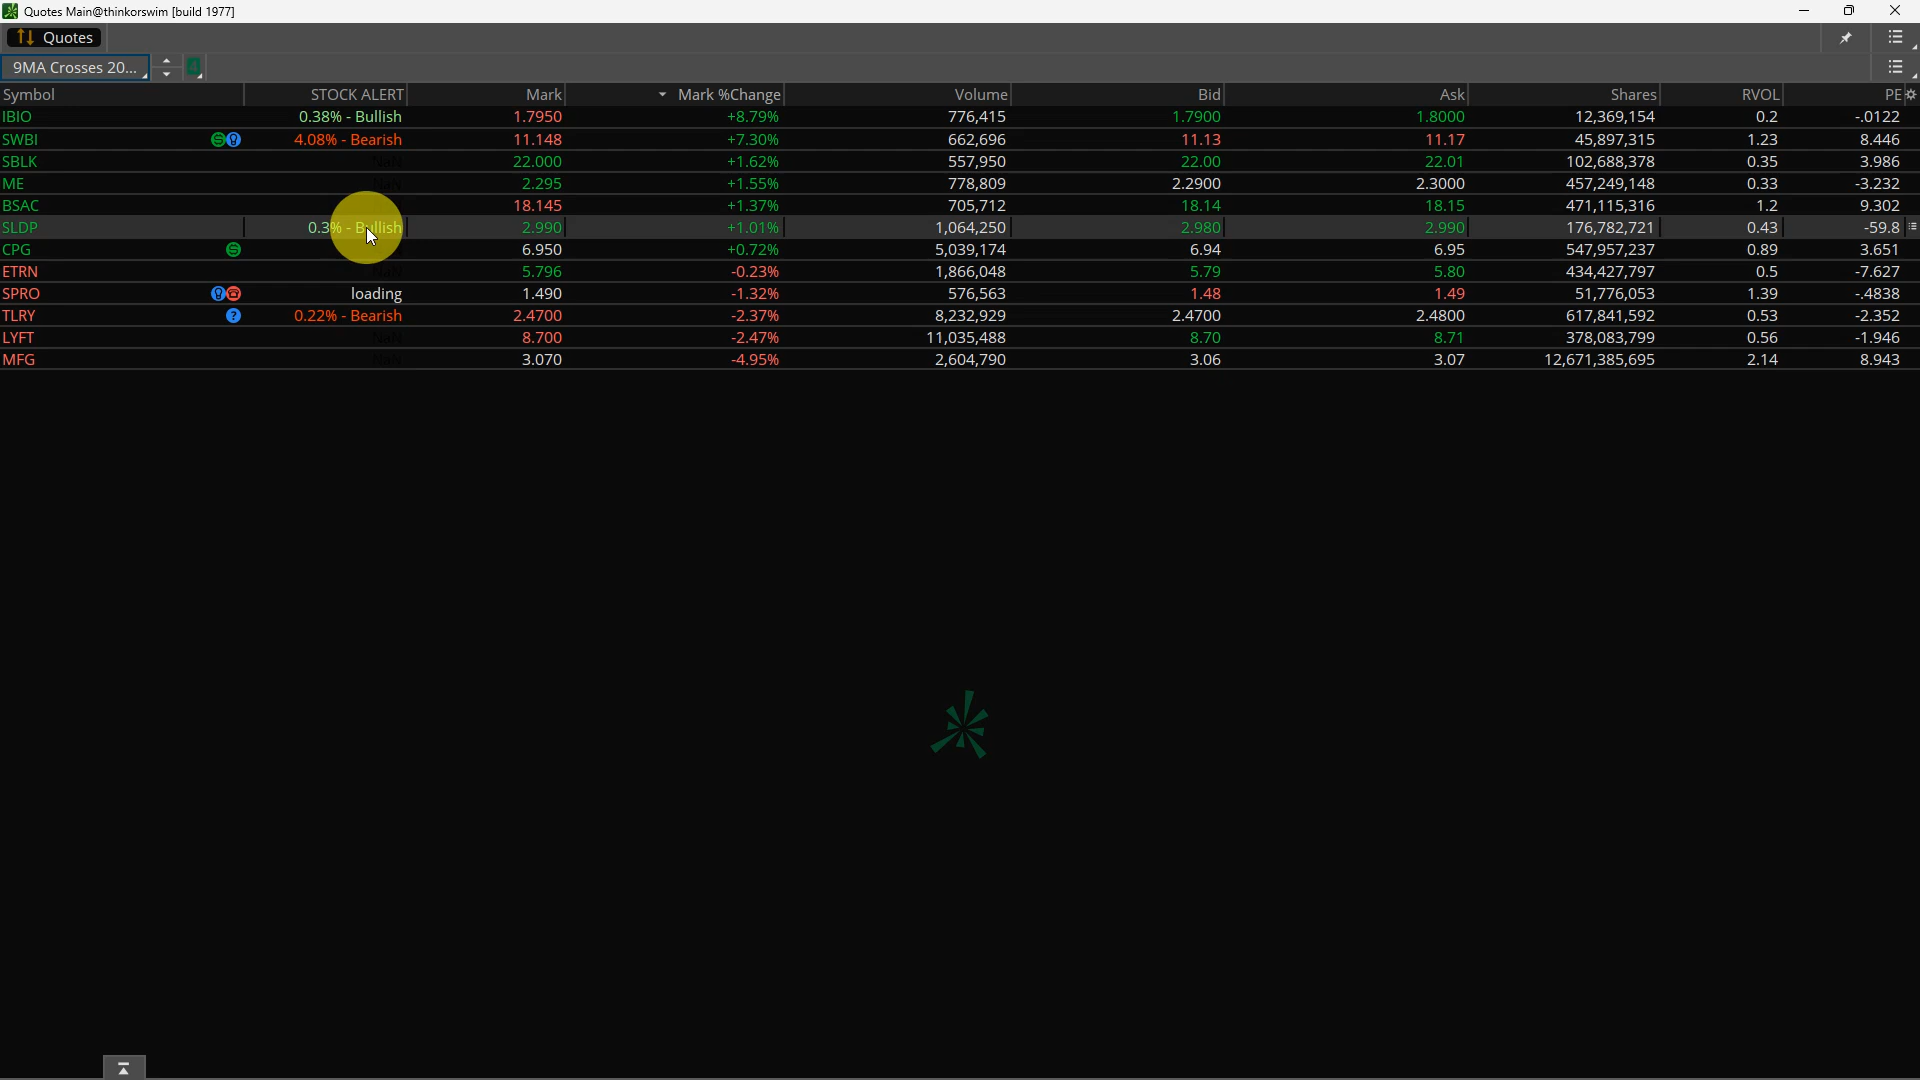 Quotes Main@thinkorswim [build 1977]
Quotes
9MA Crosses 20...
4
Symbol STOCK ALERT Mark Mark %Change Volume Bid Ask Shares RVOL PE
IBIO 0.38% - Bullish 1.7950 +8.79% 776,415 1.7900 1.8000 12,369,154 0.2 -.0122
SWBI 4.08% - Bearish 11.148 +7.30% 662,696 11.13 11.17 45,897,315 1.23 8.446
SBLK NaN 22.000 +1.62% 557,950 22.00 22.01 102,688,378 0.35 3.986
ME NaN 2.295 +1.55% 778,809 2.2900 2.3000 457,249,148 0.33 -3.232
BSAC 18.145 +1.37% 705,712 18.14 18.15 471,115,316 1.2 9.302
SLDP 0.3% - Bullish 2.990 +1.01% 1,064,250 2.980 2.990 176,782,721 0.43 -59.8
CPG 6.950 +0.72% 5,039,174 6.94 6.95 547,957,237 0.89 3.651
ETRN NaN 5.796 -0.23% 1,866,048 5.79 5.80 434,427,797 0.5 -7.627
SPRO loading 1.490 -1.32% 576,563 1.48 1.49 51,776,053 1.39 -.4838
TLRY ? 0.22% - Bearish 2.4700 -2.37% 8,232,929 2.4700 2.4800 617,841,592 0.53 -2.352
LYFT NaN 8.700 -2.47% 11,035,488 8.70 8.71 378,083,799 0.56 -1.946
MFG NaN 3.070 -4.95% 2,604,790 3.06 3.07 12,671,385,695 2.14 8.943